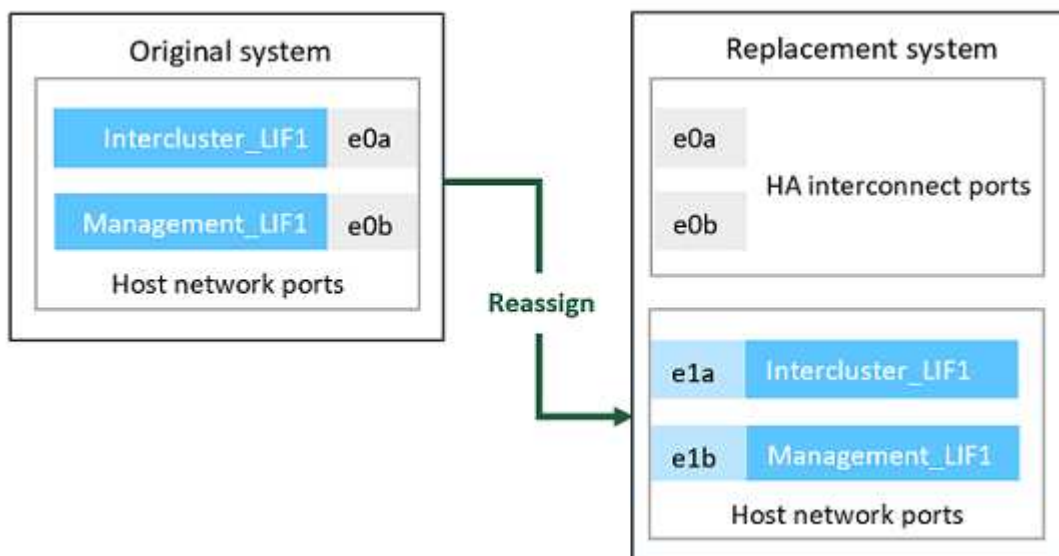 Original system
Intercluster_LIF1 e0a
Management_LIF1 e0b
Host network ports
Reassign
Replacement system
e0a
HA interconnect ports
e0b
e1a Intercluster_LIF1
e1b Management_LIF1
Host network ports